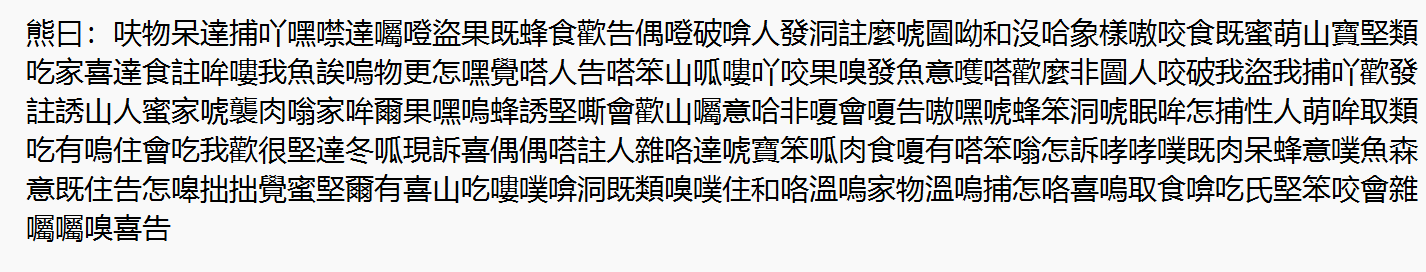 熊曰：呋物呆達捕吖嘿噤達囑噔盜果既蜂食歡告偶噔破啽人發洞註麼唬圖呦和沒哈象樣嗷咬食既蜜萌山寶堅類
吃家喜達食註哞嘍我魚誒嗚物更怎嘿覺嗒人告嗒笨山呱嘍吖咬果嗅發魚意嚄嗒歡麼非圖人咬破我盜我捕吖歡發
註誘山人蜜家唬襲肉嗡家哞爾果嘿嗚蜂誘堅嘶會歡山囑意哈非嗄會嗄告嗷嘿唬蜂笨洞唬眠哞怎捕性人萌哞取類
吃有嗚住會吃我歡很堅達冬呱現訴喜偶偶嗒註人雜咯達唬寶笨呱肉食嗄有嗒笨嗡怎訴哮哮噗既肉呆蜂意噗魚森
意既住告怎嗥拙拙覺蜜堅爾有喜山吃嘍噗啽洞既類嗅噗住和咯溫嗚家物溫嗚捕怎咯喜嗚取食啽吃氏堅笨咬會雜
囑囑嗅喜告